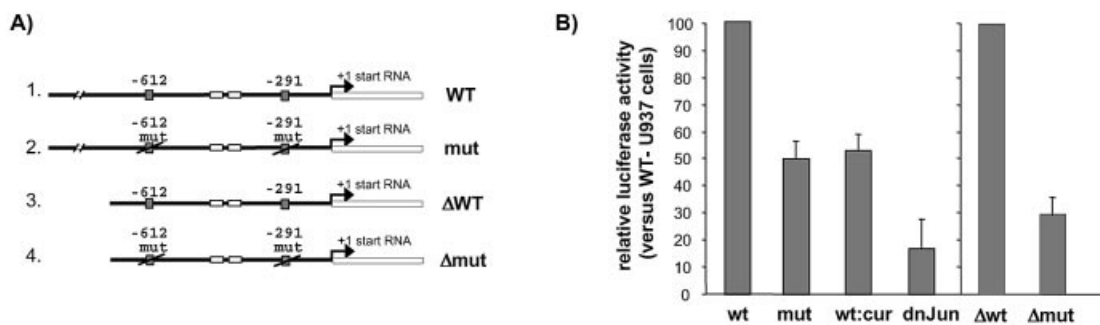 A)
-612
-291
+1 start RNA
1.
WT
-612
-291
mut
mut
+1 start RNA
2.
mut
-612
-291
+1 start RNA
3.
ΔWT
-612
-291
mut
mut
+1 start RNA
4.
Δmut
B)
relative luciferase activity
(versus WT- U937 cells)
100
90
80
70
60
50
40
30
20
10
0
wt mut wt:cur dnJun Δwt Δmut